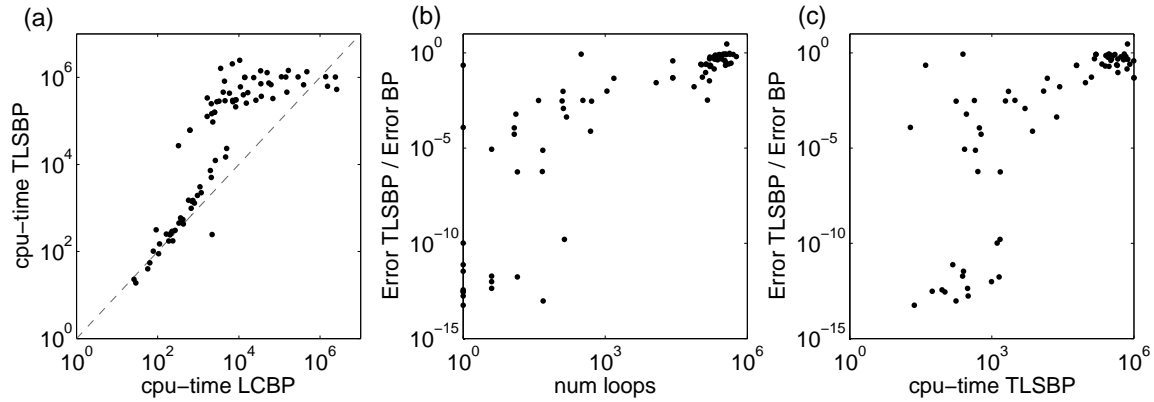 (a)
10^6
10^4
10^2
10^0
cpu−time TLSBP
10^0 10^2 10^4 10^6
cpu−time LCBP
(b)
10^0
10^−5
10^−10
10^−15
Error TLSBP / Error BP
10^0 10^3 10^6
num loops
(c)
10^0
10^−5
10^−10
10^−15
Error TLSBP / Error BP
10^0 10^3 10^6
cpu−time TLSBP